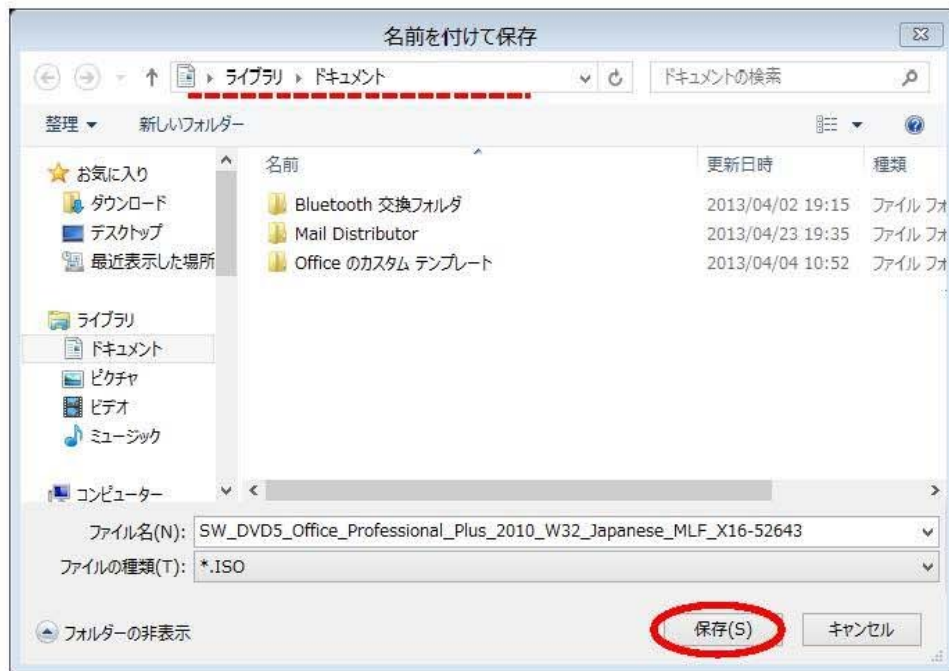 名前を付けて保存
ライブラリ ドキュメント
ドキュメントの検索
整理 新しいフォルダー
名前 更新日時 種類
お気に入り
ダウンロード
デスクトップ
最近表示した場所
ライブラリ
ドキュメント
ピクチャ
ビデオ
ミュージック
コンピューター
Bluetooth 交換フォルダ 2013/04/02 19:15 ファイル フォ
Mail Distributor 2013/04/23 19:35 ファイル フォ
Office のカスタム テンプレート 2013/04/04 10:52 ファイル フォ
ファイル名(N): SW_DVD5_Office_Professional_Plus_2010_W32_Japanese_MLF_X16-52643
ファイルの種類(T): *.ISO
フォルダーの非表示
保存(S) キャンセル